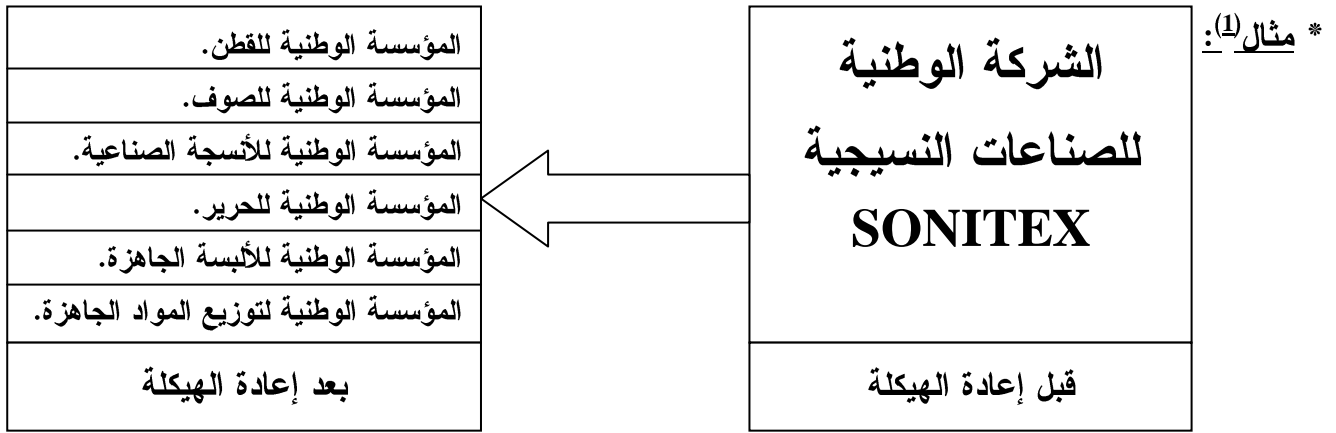 * مثال(1):
الشركة الوطنية
للصناعات النسيجية
SONITEX
قبل إعادة الهيكلة
المؤسسة الوطنية للقطن.
المؤسسة الوطنية للصوف.
المؤسسة الوطنية للأنسجة الصناعية.
المؤسسة الوطنية للحرير.
المؤسسة الوطنية للألبسة الجاهزة.
المؤسسة الوطنية لتوزيع المواد الجاهزة.
بعد إعادة الهيكلة